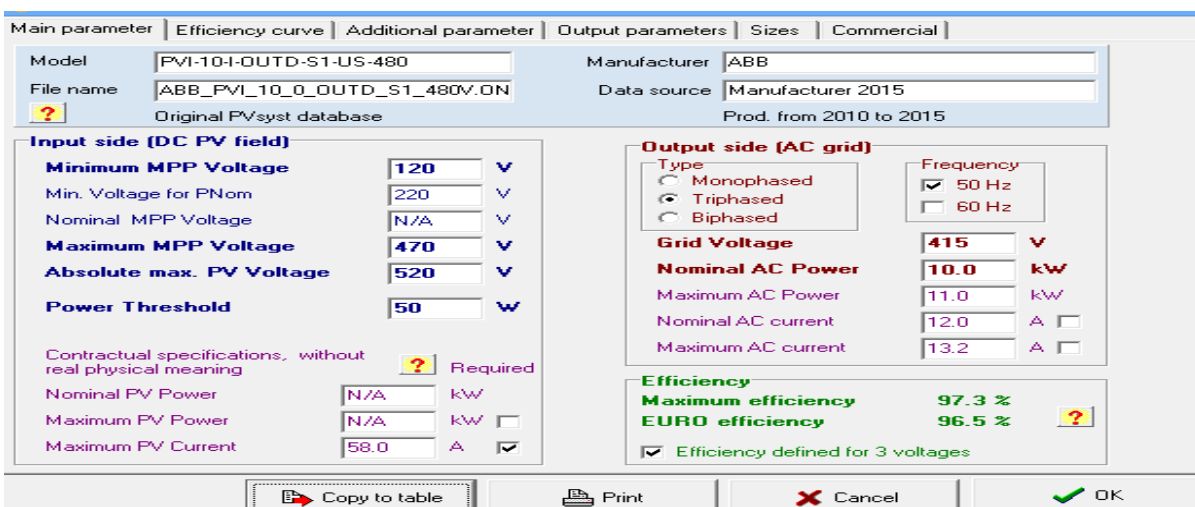 Main parameter Efficiency curve Additional parameter Output parameters Sizes Commercial
Model PVI-10-I-OUTD-S1-US-480 Manufacturer ABB
File name ABB_PVI_10_0_OUTD_S1_480V.ON Data source Manufacturer 2015
? Original PVsyst database Prod. from 2010 to 2015
Input side (DC PV field)
Minimum MPP Voltage 120 V
Min. Voltage for PNom 220 V
Nominal MPP Voltage N/A V
Maximum MPP Voltage 470 V
Absolute max. PV Voltage 520 V
Power Threshold 50 W
Contractual specifications, without
real physical meaning ? Required
Nominal PV Power N/A kW
Maximum PV Power N/A kW
Maximum PV Current 58.0 A
Output side (AC grid)
Type
Monophased
Triphased
Biphased
Frequency
50 Hz
60 Hz
Grid Voltage 415 V
Nominal AC Power 10.0 kW
Maximum AC Power 11.0 kW
Nominal AC current 12.0 A
Maximum AC current 13.2 A
Efficiency
Maximum efficiency 97.3 %
EURO efficiency 96.5 % ?
Efficiency defined for 3 voltages
Copy to table Print Cancel OK